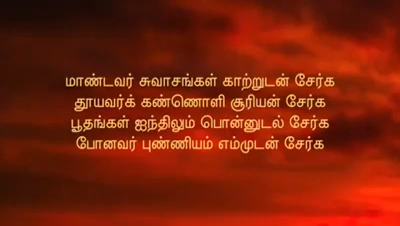 மாண்டவர் சுவாசங்கள் காற்றுடன் சேர்க
தூயவர்க் கண்ணொளி சூரியன் சேர்க
பூதங்கள் ஐந்திலும் பொன்னுடல் சேர்க
போனவர் புண்ணியம் எம்முடன் சேர்க